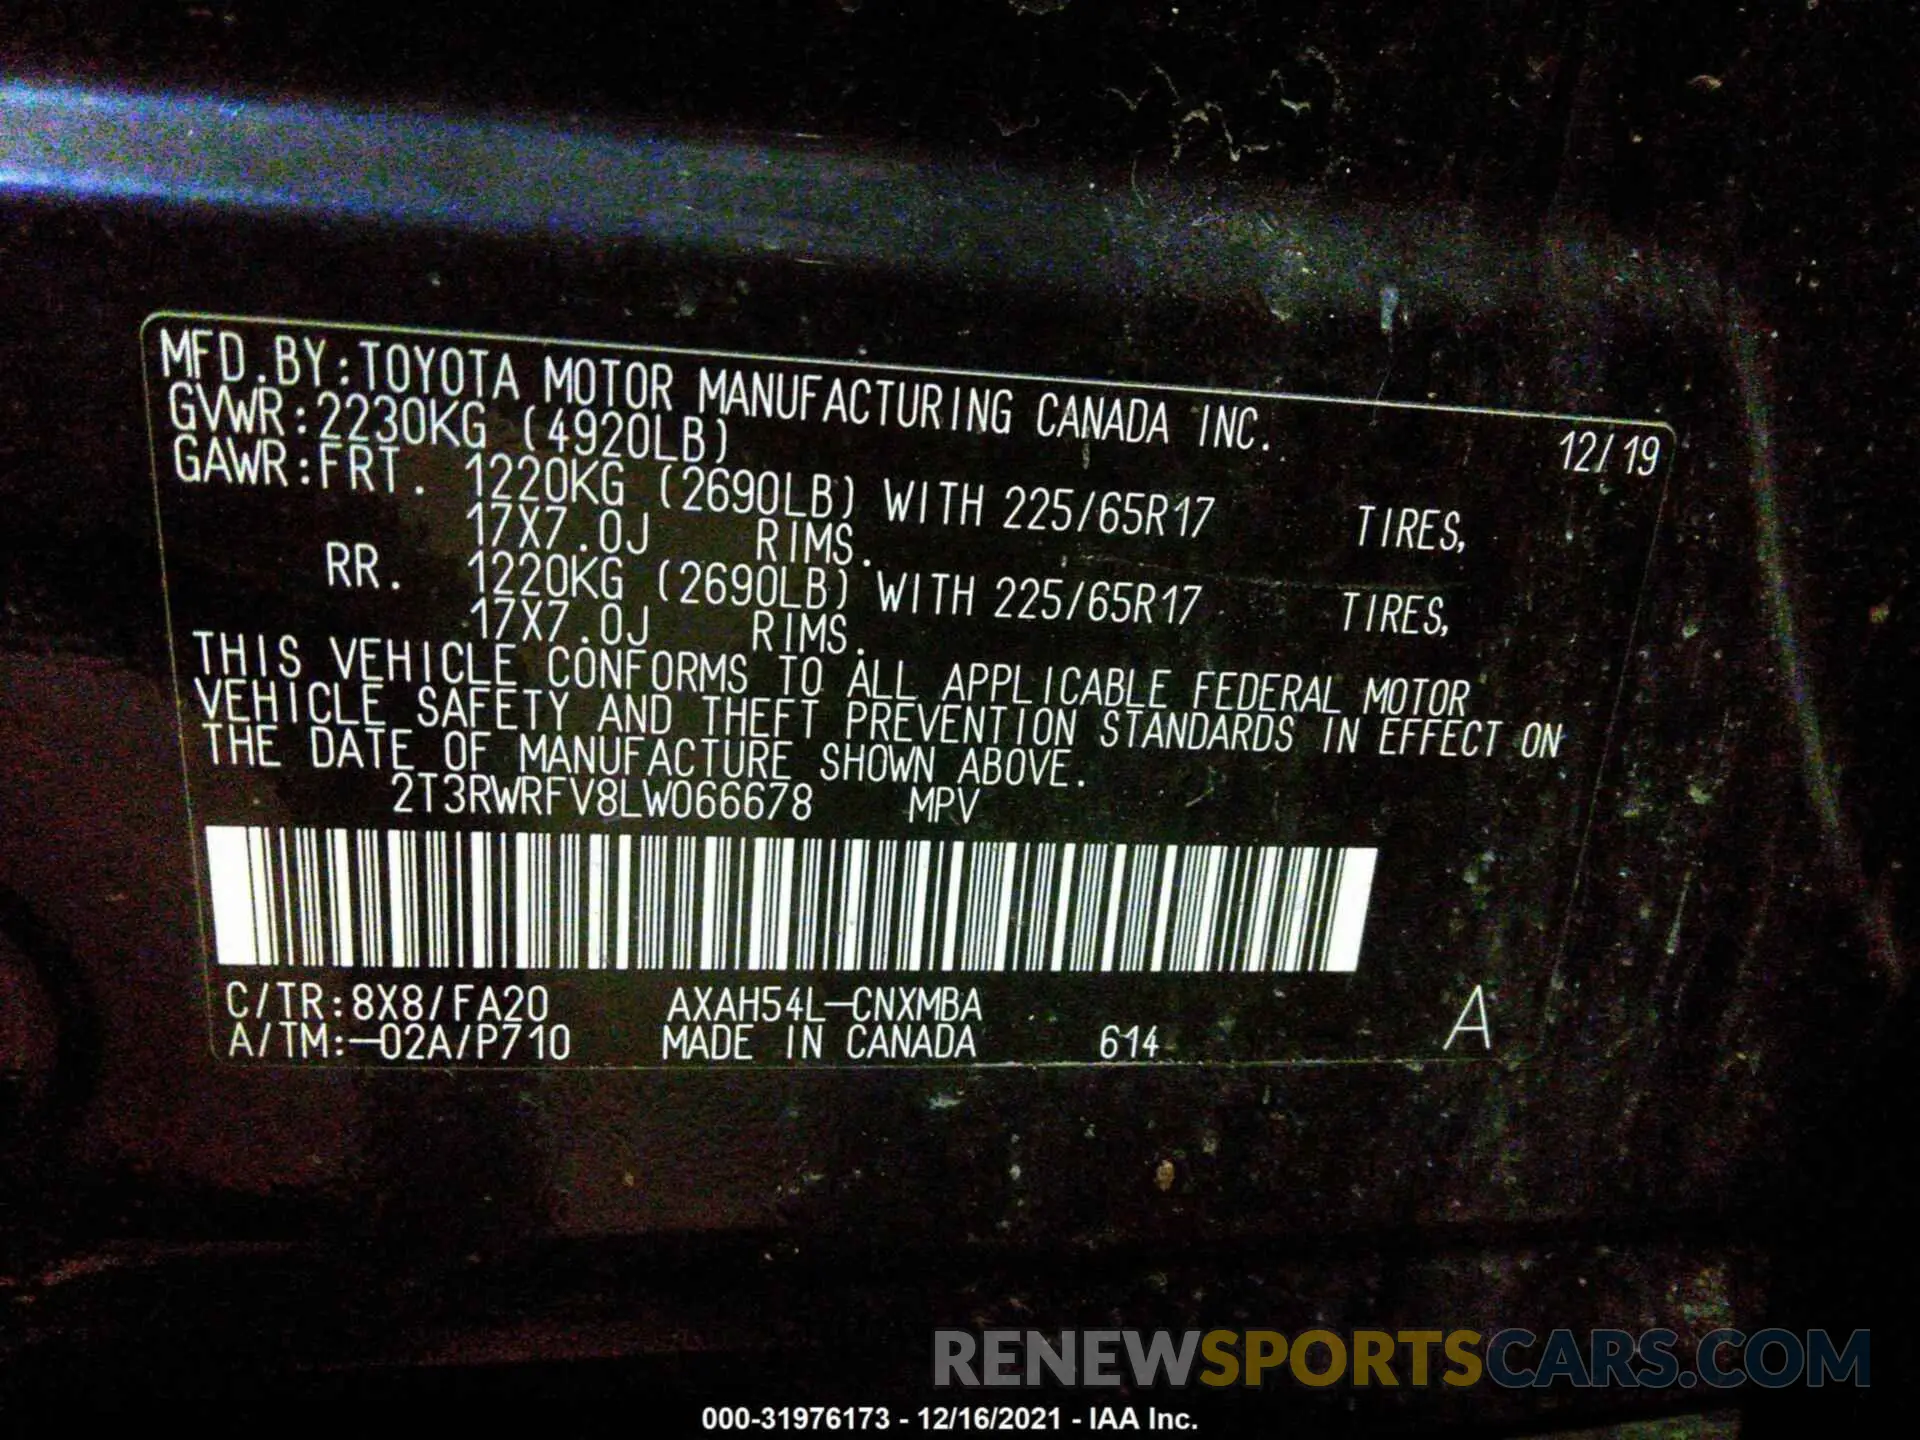 MFD.BY:TOYOTA MOTOR MANUFACTURING CANADA INC. 12/19
GVWR:2230KG (4920LB)
GAWR:FRT. 1220KG (2690LB) WITH 225/65R17 TIRES,
17X7.0J RIMS.
RR. 1220KG (2690LB) WITH 225/65R17 TIRES,
17X7.0J RIMS.
THIS VEHICLE CONFORMS TO ALL APPLICABLE FEDERAL MOTOR
VEHICLE SAFETY AND THEFT PREVENTION STANDARDS IN EFFECT ON
THE DATE OF MANUFACTURE SHOWN ABOVE.
2T3RWRFV8LW066678 MPV
C/TR:8X8/FA20 AXAH54L-CNXMBA A
A/TM:-02A/P710 MADE IN CANADA 614
RENEWSPORTSCARS.COM
000-31976173 - 12/16/2021 - IAA Inc.